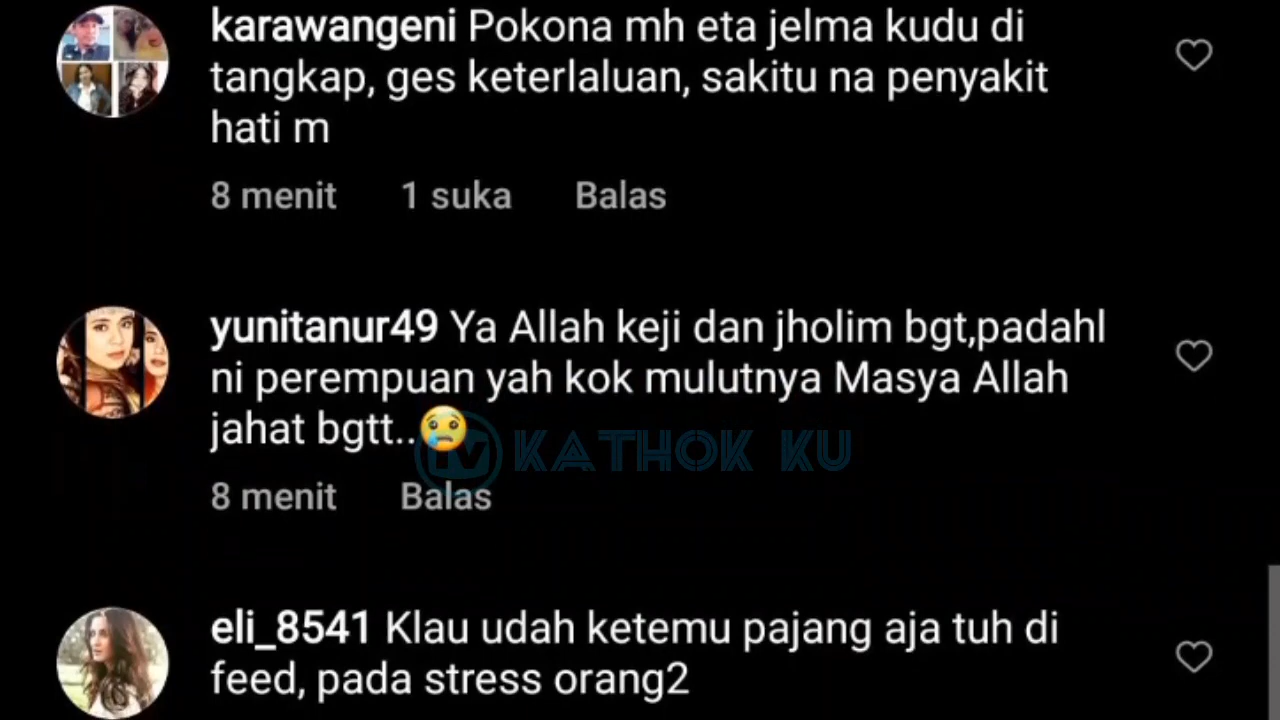 karawangeni Pokona mh eta jelma kudu di
tangkap, ges keterlaluan, sakitu na penyakit
hati m
8 menit 1 suka Balas
yunitanur49 Ya Allah keji dan jholim bgt,padahl
ni perempuan yah kok mulutnya Masya Allah
jahat bgtt..😢
KATHOK KU
8 menit Balas
eli_8541 Klau udah ketemu pajang aja tuh di
feed, pada stress orang2